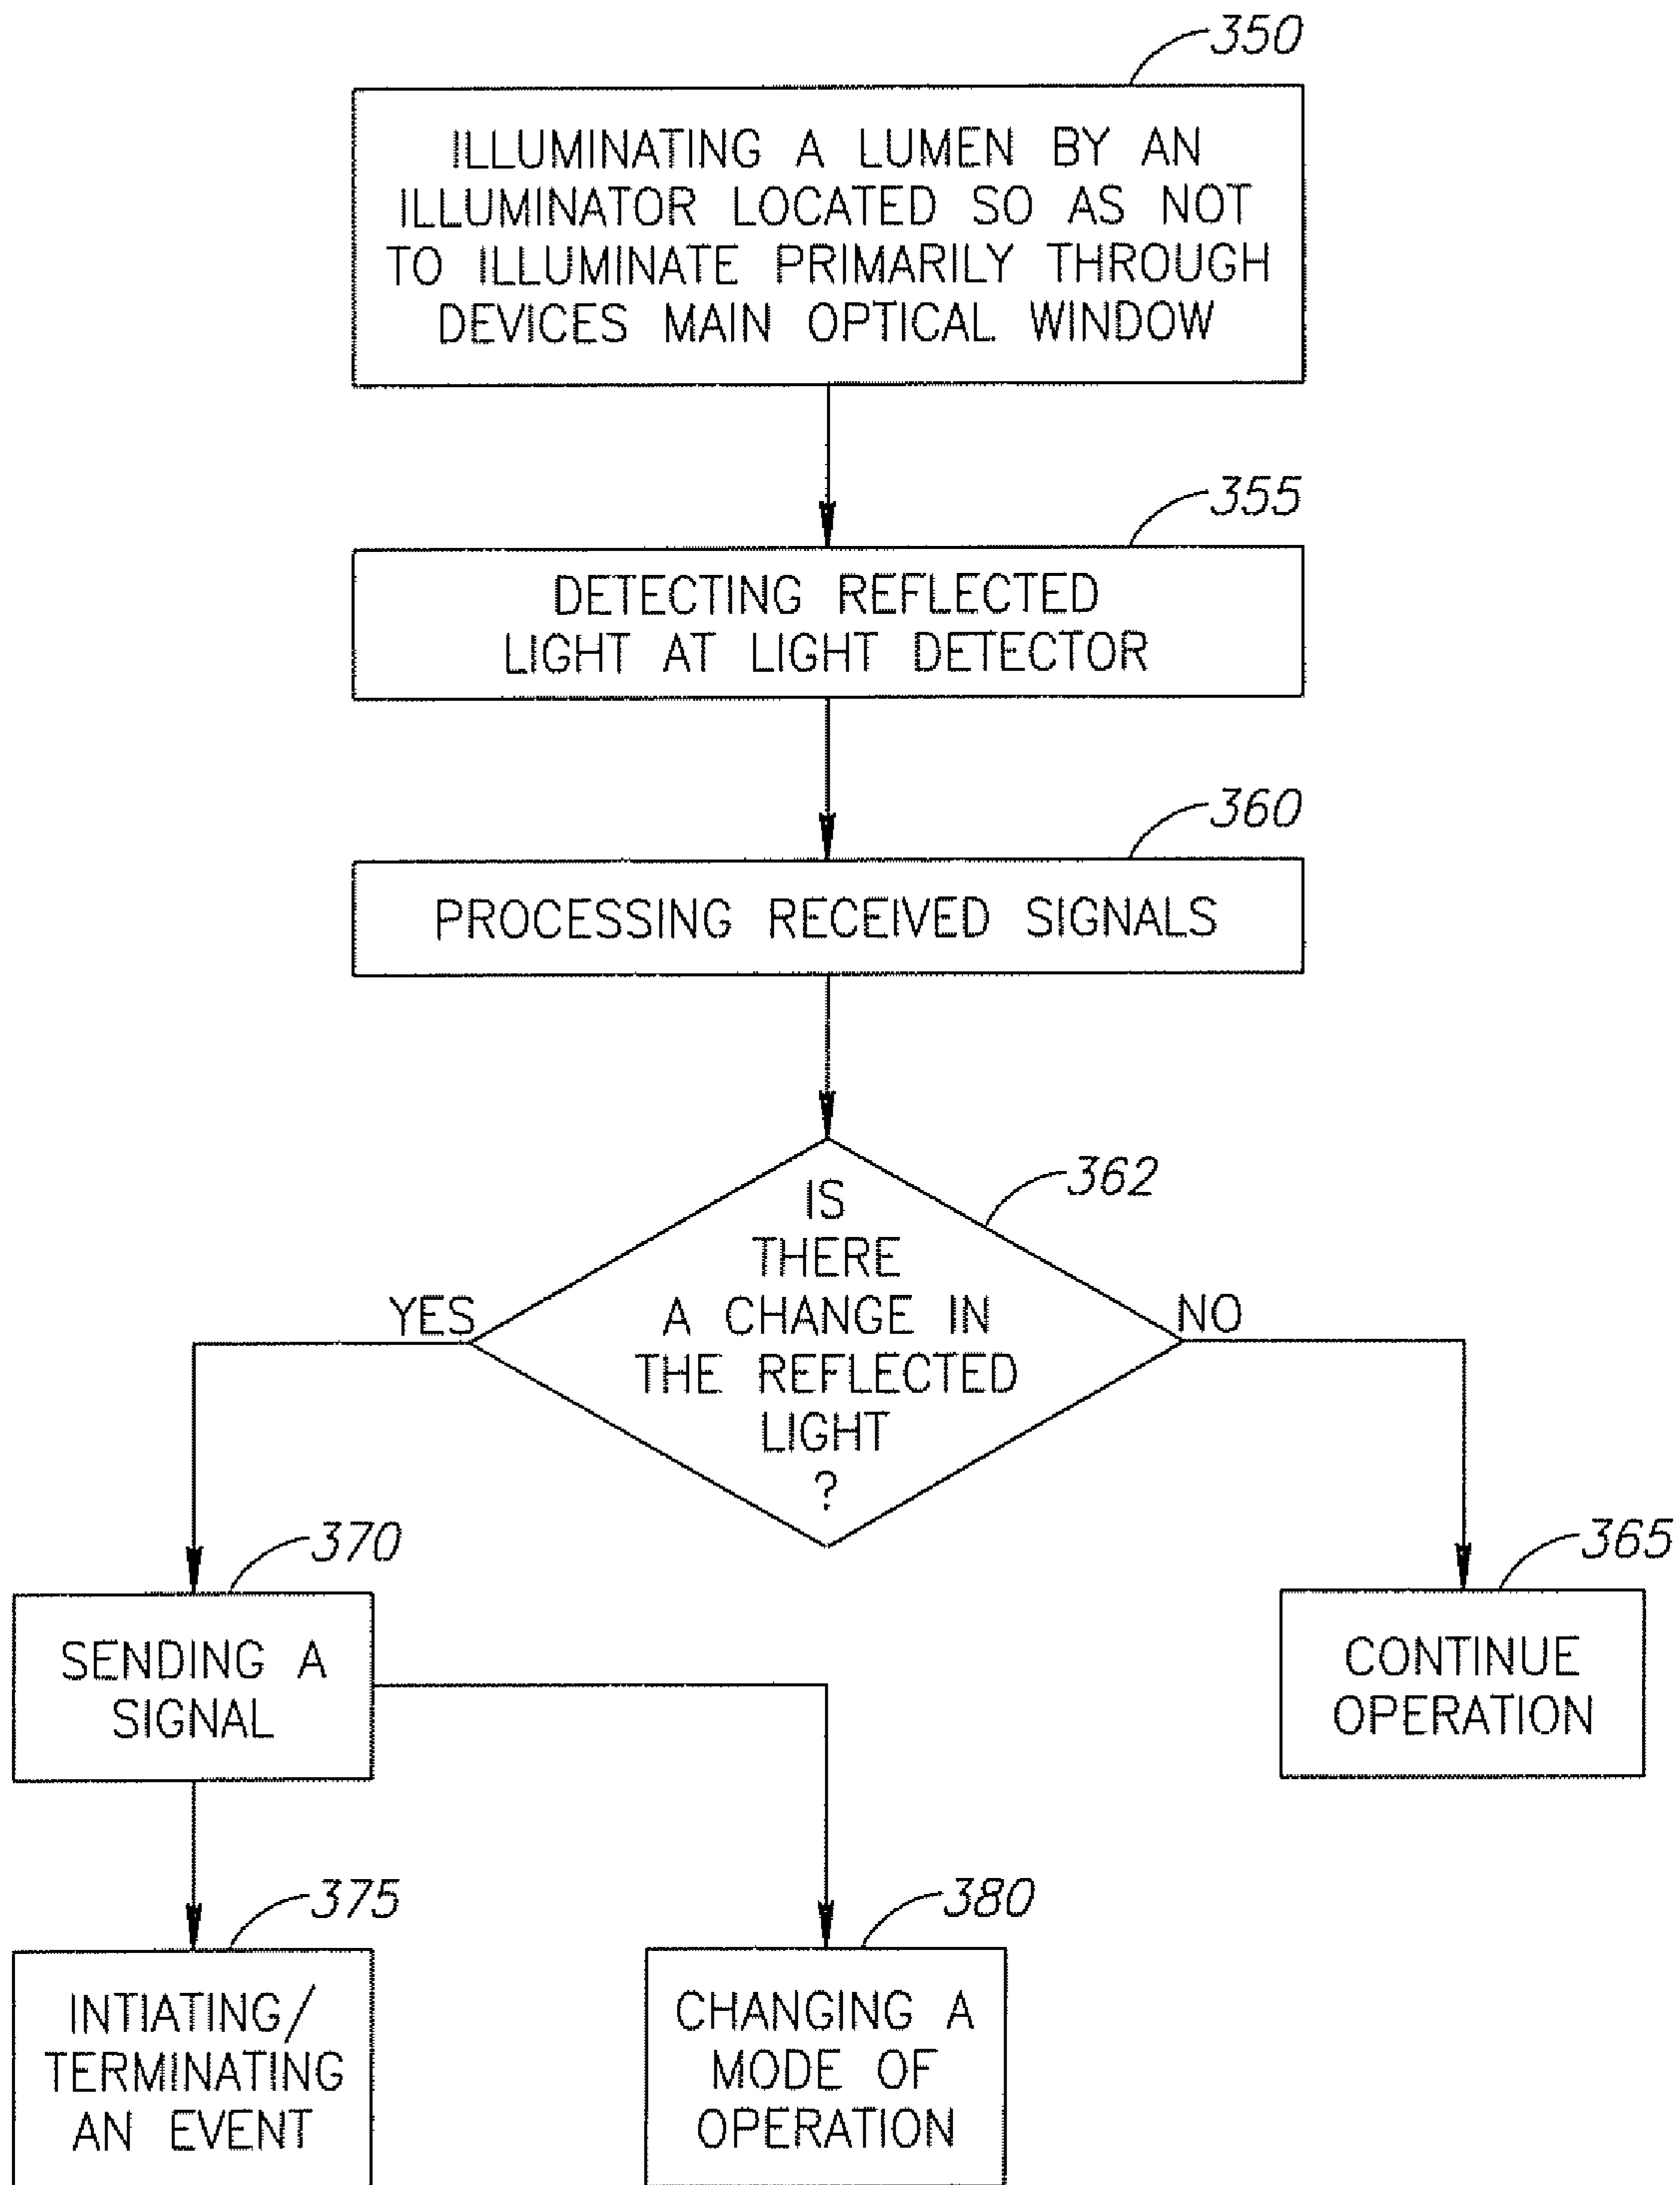 350
ILLUMINATING A LUMEN BY AN
ILLUMINATOR LOCATED SO AS NOT
TO ILLUMINATE PRIMARILY THROUGH
DEVICES MAIN OPTICAL WINDOW
355
DETECTING REFLECTED
LIGHT AT LIGHT DETECTOR
360
PROCESSING RECEIVED SIGNALS
362
IS
THERE
A CHANGE IN
THE REFLECTED
LIGHT
?
YES
NO
370
SENDING A
SIGNAL
365
CONTINUE
OPERATION
375
INTIATING/
TERMINATING
AN EVENT
380
CHANGING A
MODE OF
OPERATION